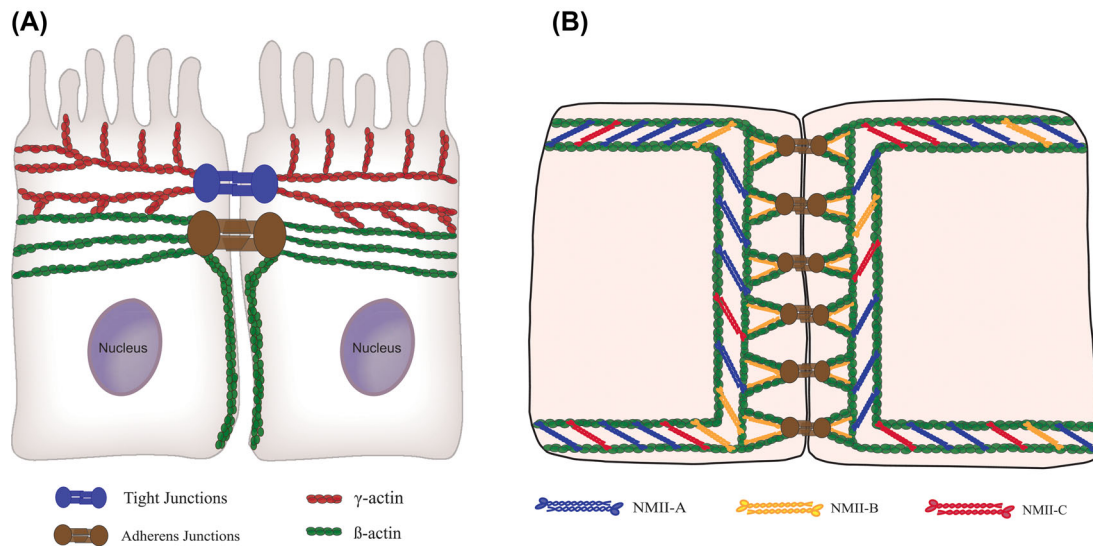 (A)
(B)
Nucleus
Nucleus
Tight Junctions
γ-actin
Adherens Junctions
ß-actin
NMII-A
NMII-B
NMII-C